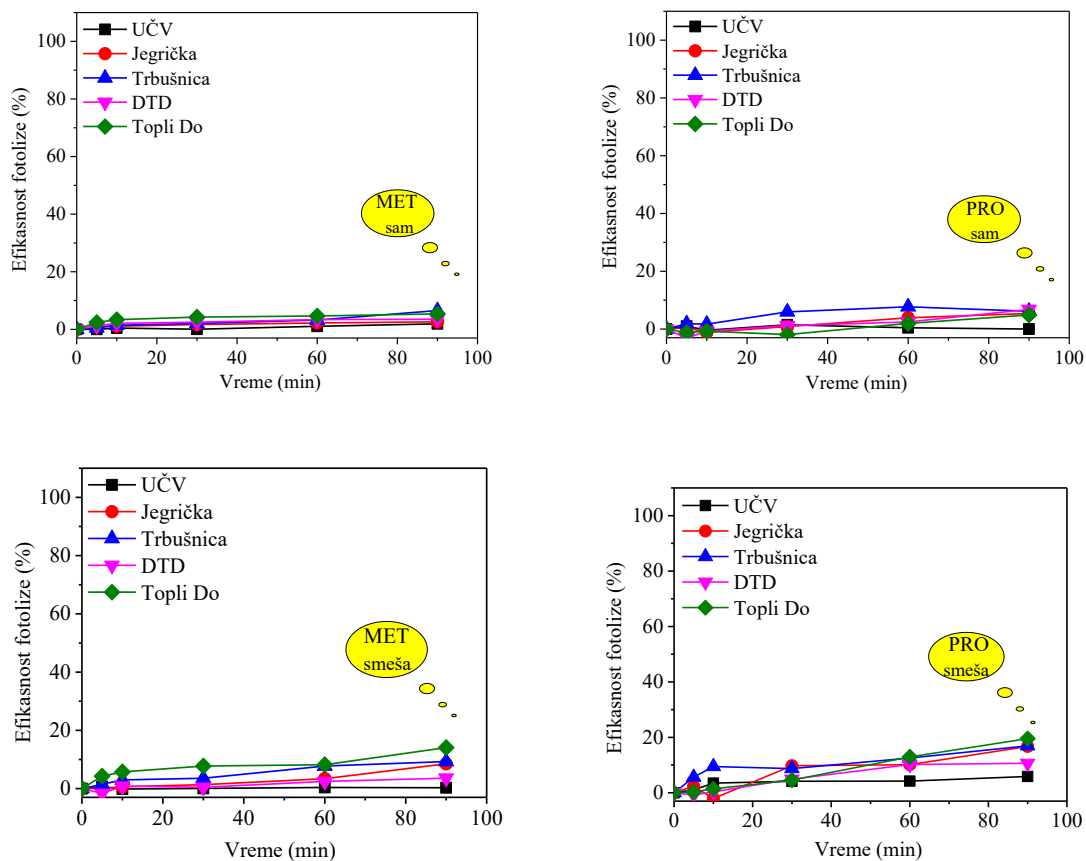 100
80
60
40
20
0
Efikasnost fotolize (%)
UČV
Jegrička
Trbušnica
DTD
Topli Do
MET
sam
0 20 40 60 80 100
Vreme (min)
100
80
60
40
20
0
Efikasnost fotolize (%)
UČV
Jegrička
Trbušnica
DTD
Topli Do
PRO
sam
0 20 40 60 80 100
Vreme (min)
100
80
60
40
20
0
Efikasnost fotolize (%)
UČV
Jegrička
Trbušnica
DTD
Topli Do
MET
smeša
0 20 40 60 80 100
Vreme (min)
100
80
60
40
20
0
Efikasnost fotolize (%)
UČV
Jegrička
Trbušnica
DTD
Topli Do
PRO
smeša
0 20 40 60 80 100
Vreme (min)